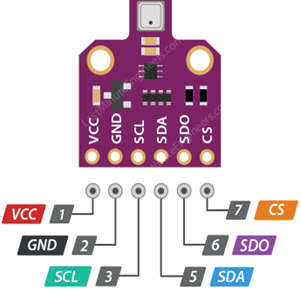 VCC GND SCL SDA SDO CS
VCC 1
7 CS
GND 2
6 SDO
SCL 3
5 SDA